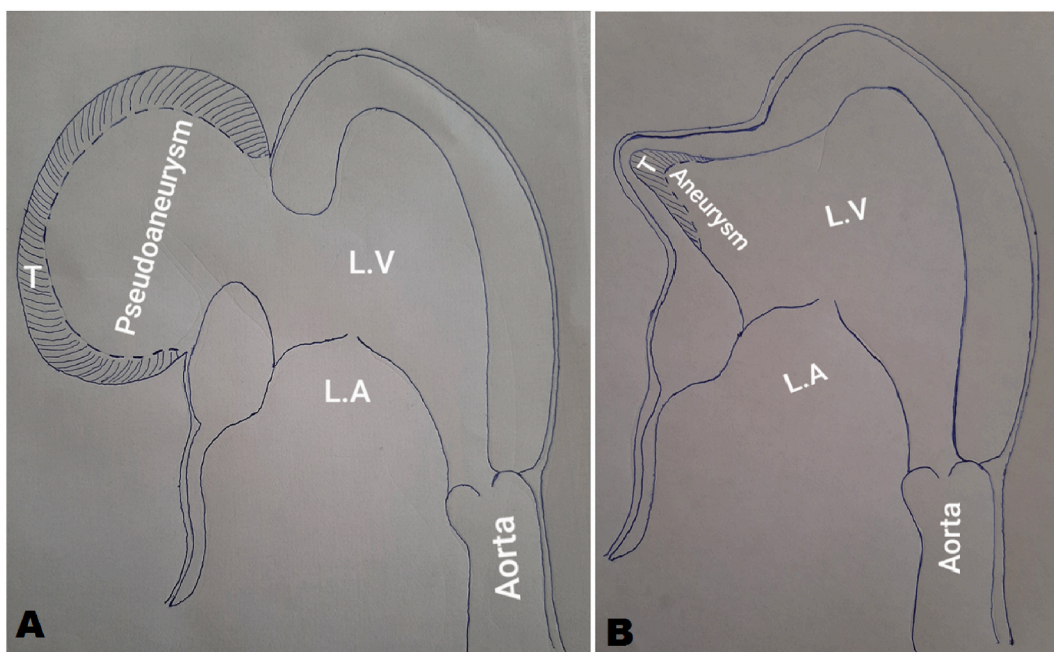 T
Pseudoaneurysm
L.V
L.A
Aorta
A
T
Aneurysm
L.V
L.A
Aorta
B